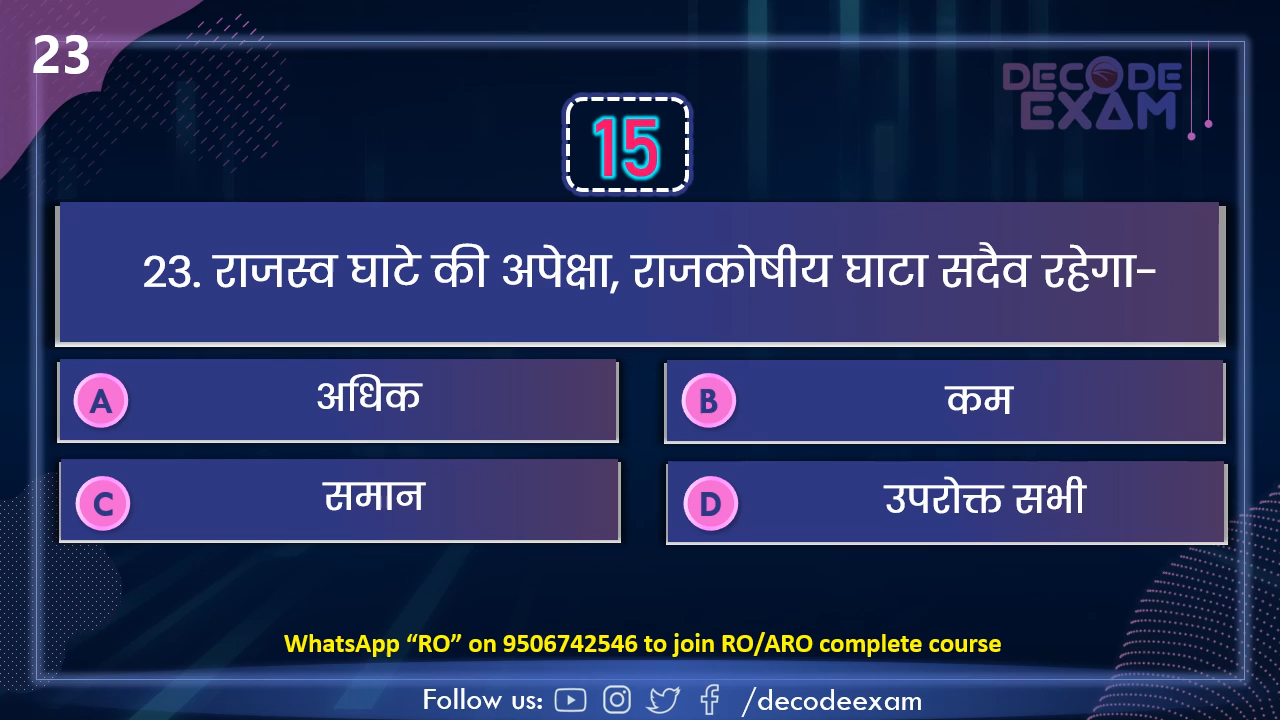 23
DECODE
EXAM
15
23. राजस्व घाटे की अपेक्षा, राजकोषीय घाटा सदैव रहेगा-
A अधिक
B कम
C समान
D उपरोक्त सभी
WhatsApp “RO” on 9506742546 to join RO/ARO complete course
Follow us: /decodeexam